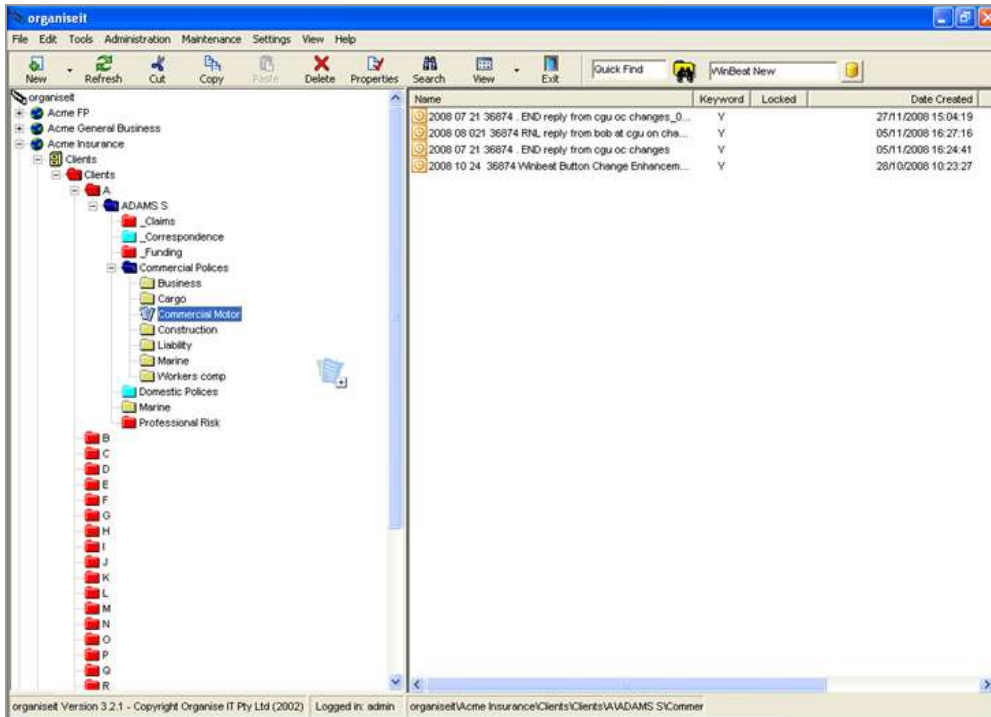 organiseit
File Edit Tools Administration Maintenance Settings View Help
New Refresh Cut Copy Paste Delete Properties Search View Exit Quick Find WinBeat New
organiseit
Acme FP
Acme General Business
Acme Insurance
Clients
Clients
A
ADAMS S
_Claims
_Correspondence
_Funding
Commercial Polices
Business
Cargo
Commercial Motor
Construction
Liability
Marine
Workers comp
Domestic Polices
Marine
Professional Risk
B
C
D
E
F
G
H
I
J
K
L
M
N
O
P
Q
R
Name Keyword Locked Date Created
2008 07 21 36874 . END reply from cgu oc changes_0... Y 27/11/2008 15:04:19
2008 08 021 36874 RNL reply from bob at cgu on cha... Y 05/11/2008 16:27:16
2008 07 21 36874 . END reply from cgu oc changes Y 05/11/2008 16:24:41
2008 10 24 36874 Winbeat Button Change Enhancem... Y 28/10/2008 10:23:27
organiseit Version 3.2.1 - Copyright Organise IT Pty Ltd (2002) Logged in: admin organiseit\Acme Insurance\Clients\Clients\A\ADAMS S\Commer